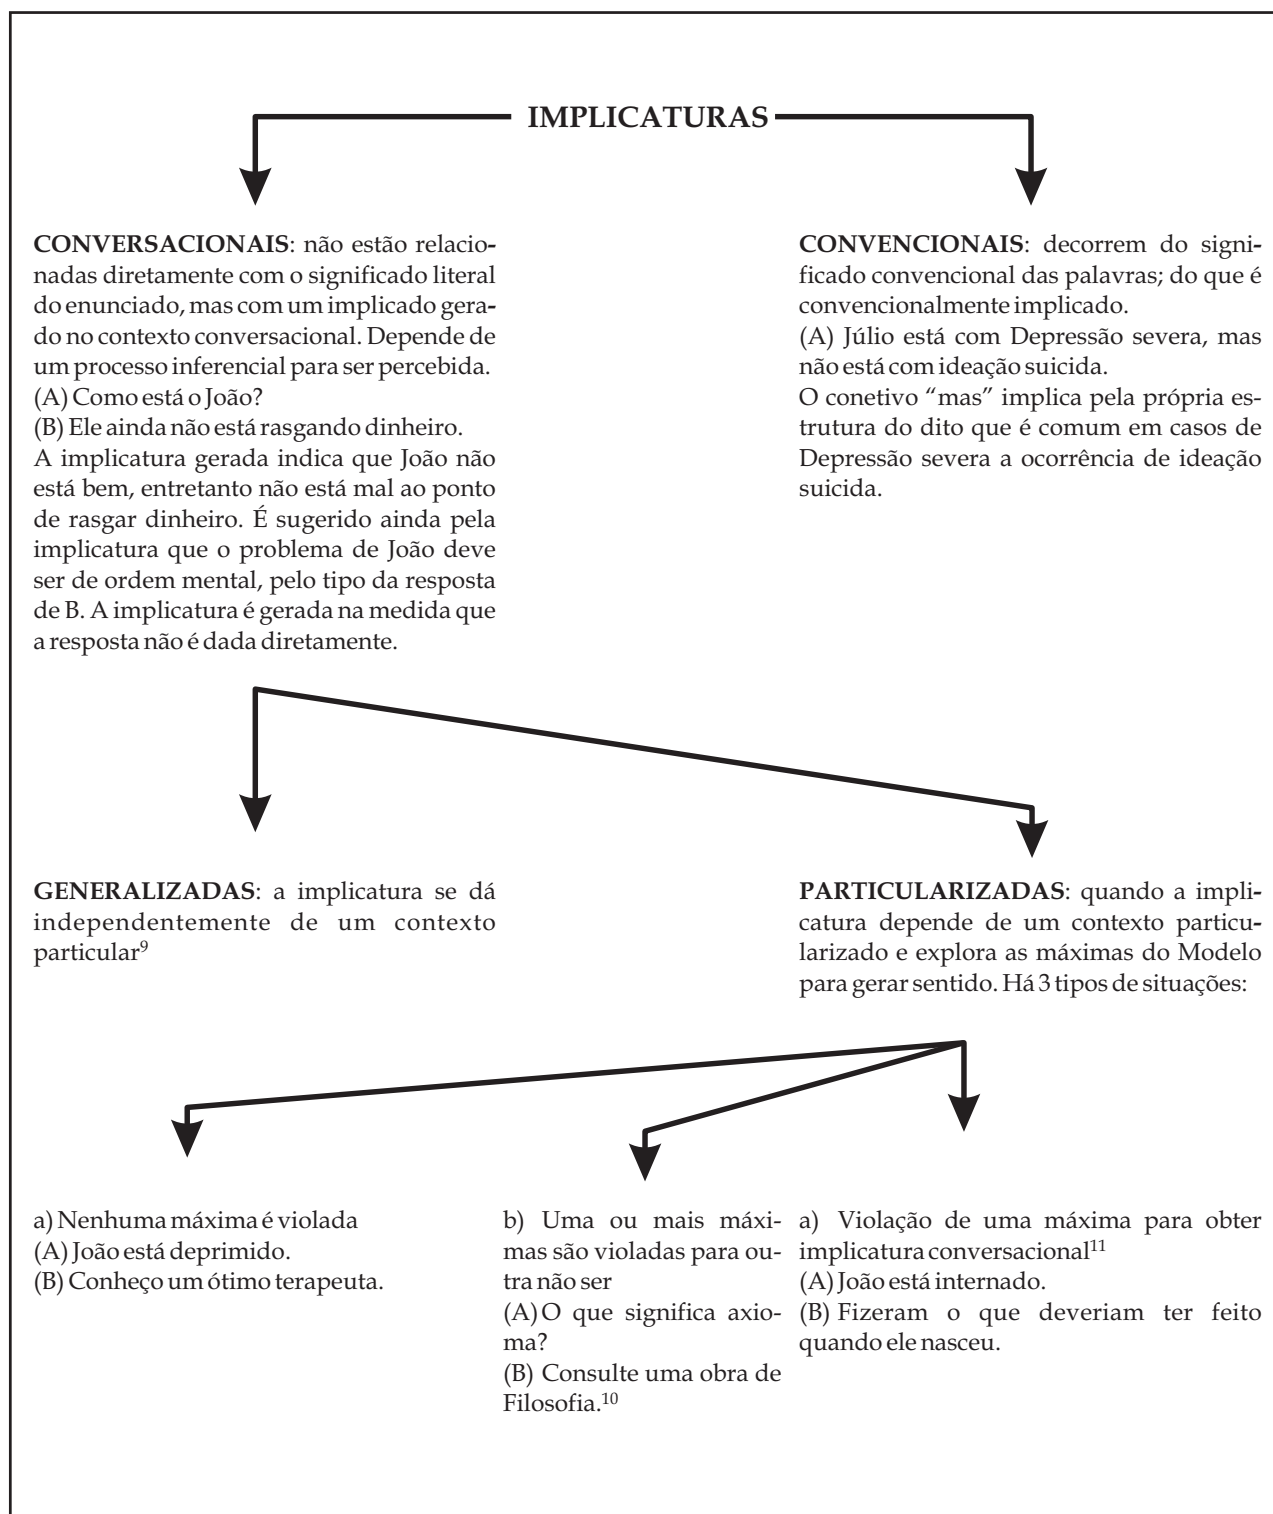 IMPLICATURAS
CONVERSACIONAIS: não estão relacio-
nadas diretamente com o significado literal
do enunciado, mas com um implicado gera-
do no contexto conversacional. Depende de
um processo inferencial para ser percebida.
(A) Como está o João?
(B) Ele ainda não está rasgando dinheiro.
A implicatura gerada indica que João não
está bem, entretanto não está mal ao ponto
de rasgar dinheiro. É sugerido ainda pela
implicatura que o problema de João deve
ser de ordem mental, pelo tipo da resposta
de B. A implicatura é gerada na medida que
a resposta não é dada diretamente.
CONVENCIONAIS: decorrem do signi-
ficado convencional das palavras; do que é
convencionalmente implicado.
(A) Júlio está com Depressão severa, mas
não está com ideação suicida.
O conetivo “mas” implica pela própria es-
trutura do dito que é comum em casos de
Depressão severa a ocorrência de ideação
suicida.
GENERALIZADAS: a implicatura se dá
independentemente de um contexto
particular⁹
PARTICULARIZADAS: quando a impli-
catura depende de um contexto particu-
larizado e explora as máximas do Modelo
para gerar sentido. Há 3 tipos de situações:
a) Nenhuma máxima é violada
(A) João está deprimido.
(B) Conheço um ótimo terapeuta.
b) Uma ou mais máxi-
mas são violadas para ou-
tra não ser
(A) O que significa axio-
ma?
(B) Consulte uma obra de
Filosofia.¹⁰
a) Violação de uma máxima para obter
implicatura conversacional¹¹
(A) João está internado.
(B) Fizeram o que deveriam ter feito
quando ele nasceu.